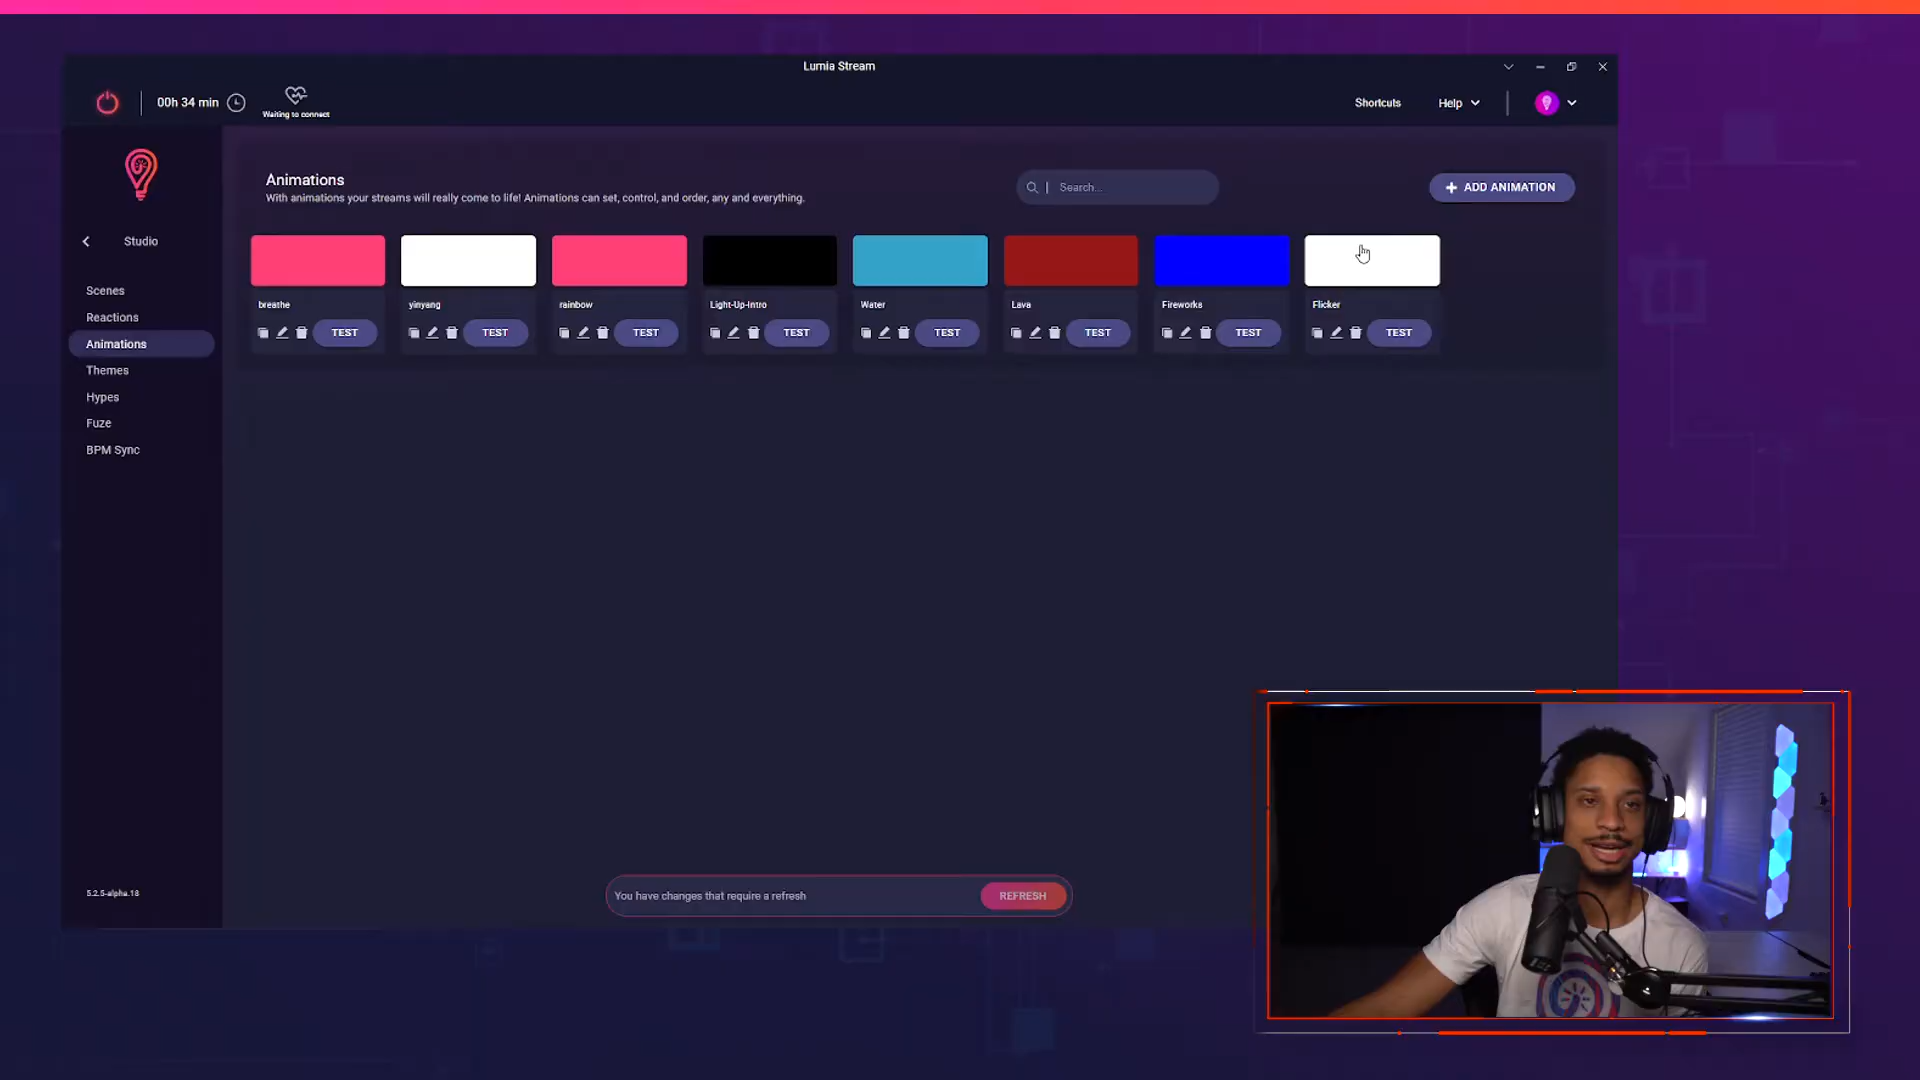 Lumia Stream
00h 34 min
Waiting to connect
Shortcuts
Help
Studio
Scenes
Reactions
Animations
Themes
Hypes
Fuze
BPM Sync
5.2.5-alpha.18
Animations
With animations your streams will really come to life! Animations can set, control, and order, any and everything.
Search...
ADD ANIMATION
breathe
TEST
yinyang
TEST
rainbow
TEST
Light-Up-Intro
TEST
Water
TEST
Lava
TEST
Fireworks
TEST
Flicker
TEST
You have changes that require a refresh
REFRESH